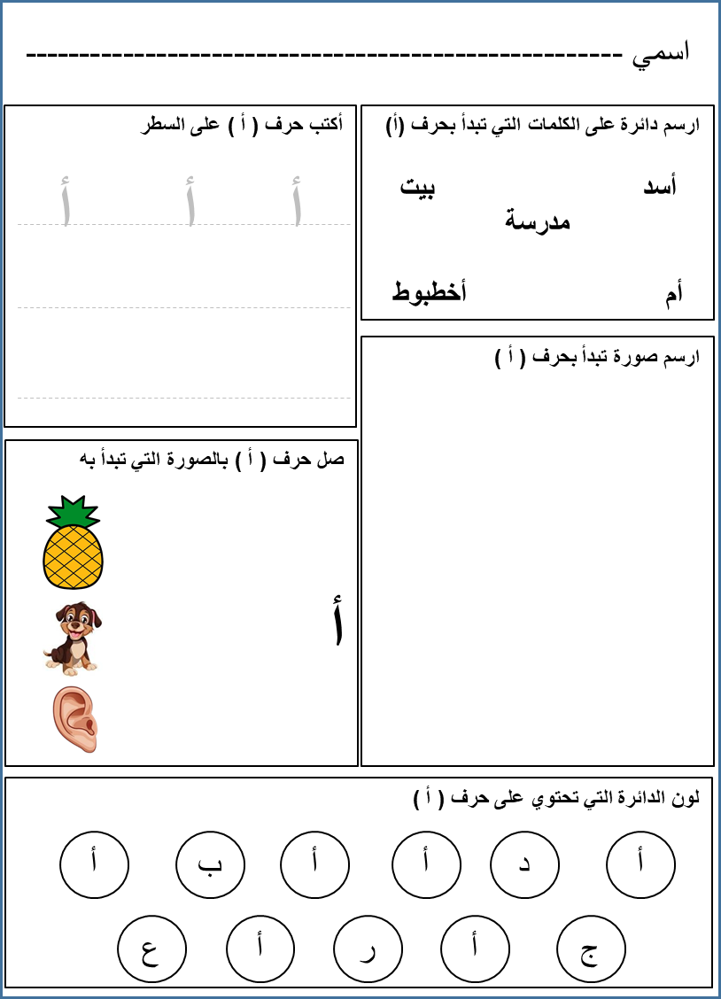 اسمي ------------------------------------------------------
ارسم دائرة على الكلمات التي تبدأ بحرف (أ)
أسد بيت
مدرسة
أم أخطبوط
أكتب حرف ( أ ) على السطر
أ أ أ
ارسم صورة تبدأ بحرف ( أ )
صل حرف ( أ ) بالصورة التي تبدأ به
أ
لون الدائرة التي تحتوي على حرف ( أ )
أ د أ أ ب أ
ج أ ر أ ع